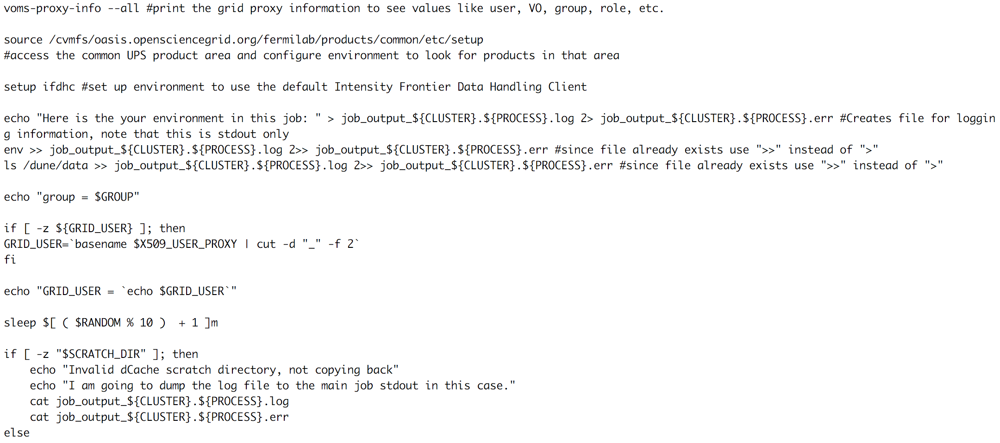 voms-proxy-info --all #print the grid proxy information to see values like user, VO, group, role, etc.
source /cvmfs/oasis.opensciencegrid.org/fermilab/products/common/etc/setup
#access the common UPS product area and configure environment to look for products in that area
setup ifdhc #set up environment to use the default Intensity Frontier Data Handling Client
echo "Here is the your environment in this job: " > job_output_${CLUSTER}.${PROCESS}.log 2> job_output_${CLUSTER}.${PROCESS}.err #Creates file for loggin
g information, note that this is stdout only
env >> job_output_${CLUSTER}.${PROCESS}.log 2>> job_output_${CLUSTER}.${PROCESS}.err #since file already exists use ">>" instead of ">"
ls /dune/data >> job_output_${CLUSTER}.${PROCESS}.log 2>> job_output_${CLUSTER}.${PROCESS}.err #since file already exists use ">>" instead of ">"
echo "group = $GROUP"
if [ -z ${GRID_USER} ]; then
GRID_USER=`basename $X509_USER_PROXY | cut -d "_" -f 2`
fi
echo "GRID_USER = `echo $GRID_USER`"
sleep $[ ( $RANDOM % 10 )  + 1 ]m
if [ -z "$SCRATCH_DIR" ]; then
    echo "Invalid dCache scratch directory, not copying back"
    echo "I am going to dump the log file to the main job stdout in this case."
    cat job_output_${CLUSTER}.${PROCESS}.log
    cat job_output_${CLUSTER}.${PROCESS}.err
else